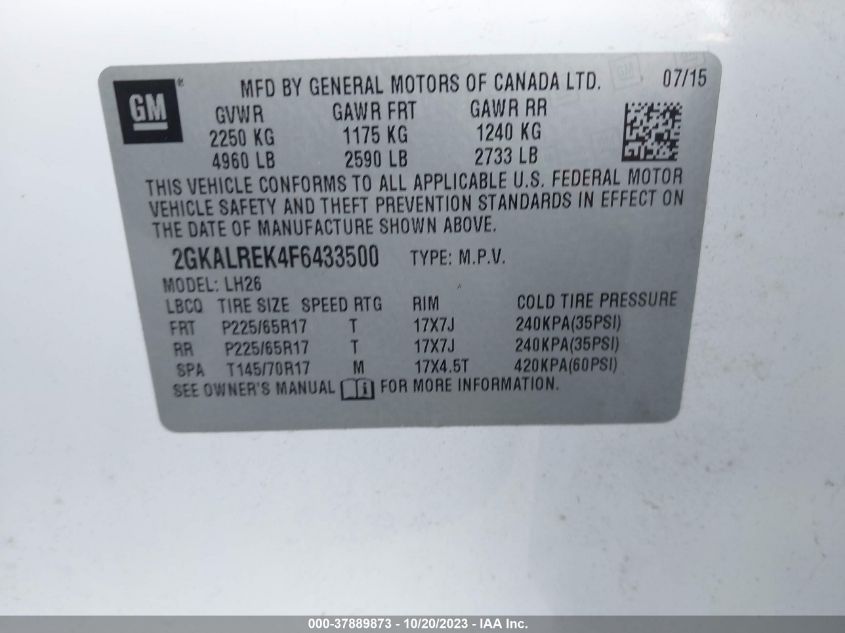 GM ®
MFD BY GENERAL MOTORS OF CANADA LTD. 07/15
GVWR GAWR FRT GAWR RR
2250 KG 1175 KG 1240 KG
4960 LB 2590 LB 2733 LB
THIS VEHICLE CONFORMS TO ALL APPLICABLE U.S. FEDERAL MOTOR
VEHICLE SAFETY AND THEFT PREVENTION STANDARDS IN EFFECT ON
THE DATE OF MANUFACTURE SHOWN ABOVE.
2GKALREK4F6433500 TYPE: M.P.V.
MODEL: LH26
LBCQ TIRE SIZE SPEED RTG RIM COLD TIRE PRESSURE
FRT P225/65R17 T 17X7J 240KPA(35PSI)
RR P225/65R17 T 17X7J 240KPA(35PSI)
SPA T145/70R17 M 17X4.5T 420KPA(60PSI)
SEE OWNER'S MANUAL i FOR MORE INFORMATION.
000-37889873 - 10/20/2023 - IAA Inc.